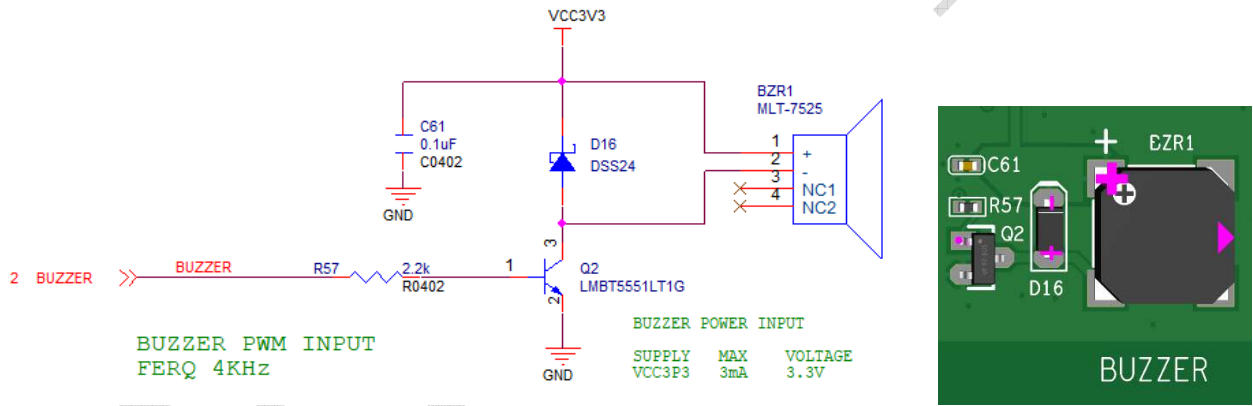 VCC3V3
C61
0.1uF
C0402
GND
D16
DSS24
BZR1
MLT-7525
1
2
3
4
+
-
NC1
NC2
2 BUZZER
BUZZER
R57
2.2k
R0402
1
3
2
Q2
LMBT5551LT1G
GND
BUZZER PWM INPUT
FERQ 4KHz
BUZZER POWER INPUT
SUPPLY MAX VOLTAGE
VCC3P3 3mA 3.3V
+
BZR1
C61
R57
Q2
D16
BUZZER